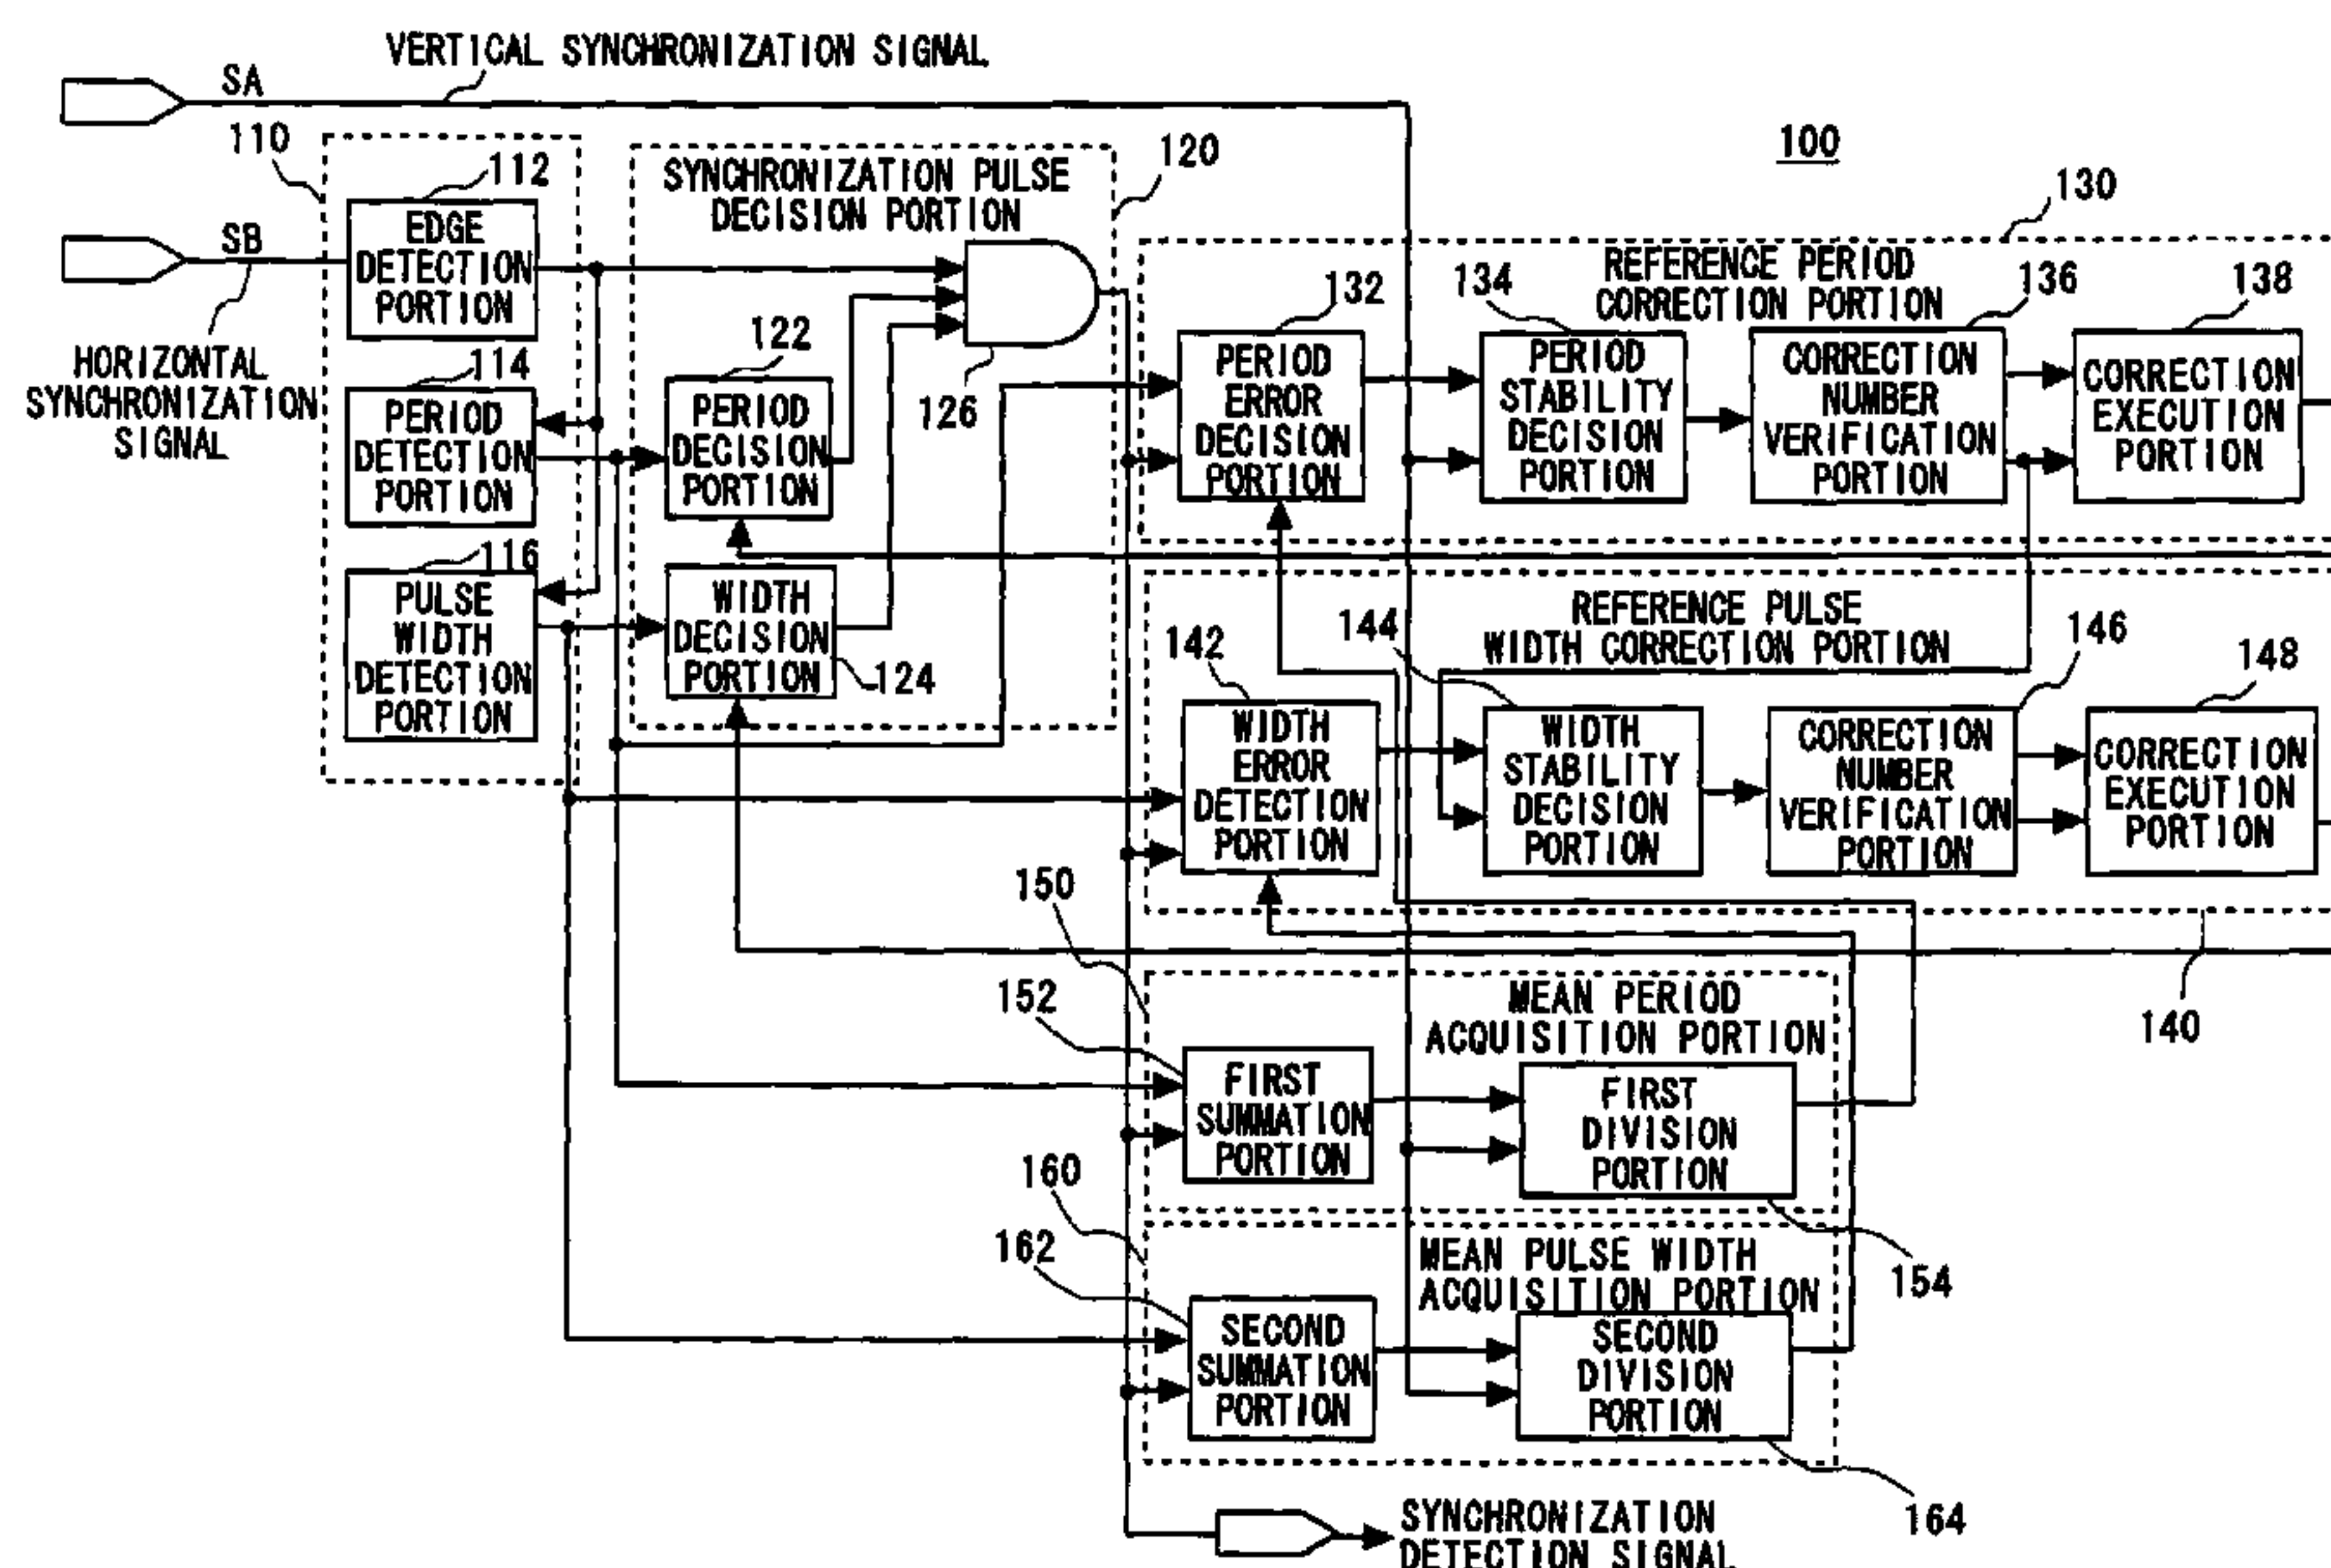 VERTICAL SYNCHRONIZATION SIGNAL
SA
110
100
112
SYNCHRONIZATION PULSE
DECISION PORTION
120
130
EDGE
DETECTION
PORTION
SB
REFERENCE PERIOD
CORRECTION PORTION
132
134
136
138
HORIZONTAL
SYNCHRONIZATION
SIGNAL
114
PERIOD
DETECTION
PORTION
122
PERIOD
DECISION
PORTION
126
PERIOD
ERROR
DECISION
PORTION
PERIOD
STABILITY
DECISION
PORTION
CORRECTION
NUMBER
VERIFICATION
PORTION
CORRECTION
EXECUTION
PORTION
116
PULSE
WIDTH
DETECTION
PORTION
WIDTH
DECISION
PORTION
124
REFERENCE PULSE
WIDTH CORRECTION PORTION
142
144
146
148
WIDTH
ERROR
DETECTION
PORTION
WIDTH
STABILITY
DECISION
PORTION
CORRECTION
NUMBER
VERIFICATION
PORTION
CORRECTION
EXECUTION
PORTION
150
140
152
MEAN PERIOD
ACQUISITION PORTION
FIRST
SUMMATION
PORTION
FIRST
DIVISION
PORTION
154
160
162
MEAN PULSE WIDTH
ACQUISITION PORTION
SECOND
SUMMATION
PORTION
SECOND
DIVISION
PORTION
164
SYNCHRONIZATION
DETECTION SIGNAL